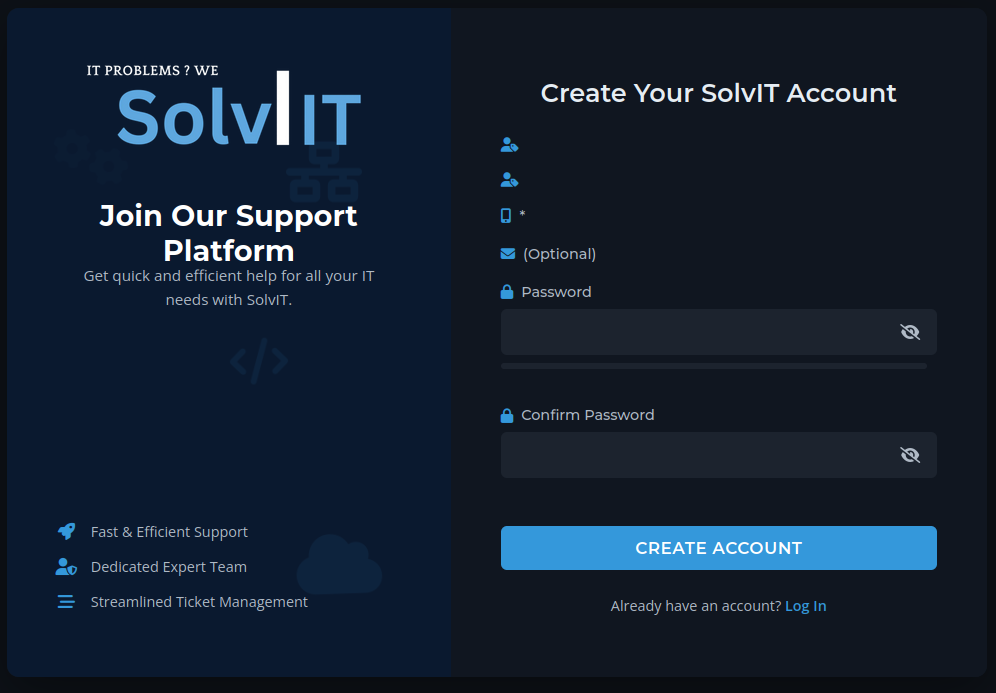 IT PROBLEMS ? WE
SolvIT
Join Our Support
Platform
Get quick and efficient help for all your IT
needs with SolvIT.
Fast & Efficient Support
Dedicated Expert Team
Streamlined Ticket Management
Create Your SolvIT Account
*
(Optional)
Password
Confirm Password
CREATE ACCOUNT
Already have an account? Log In